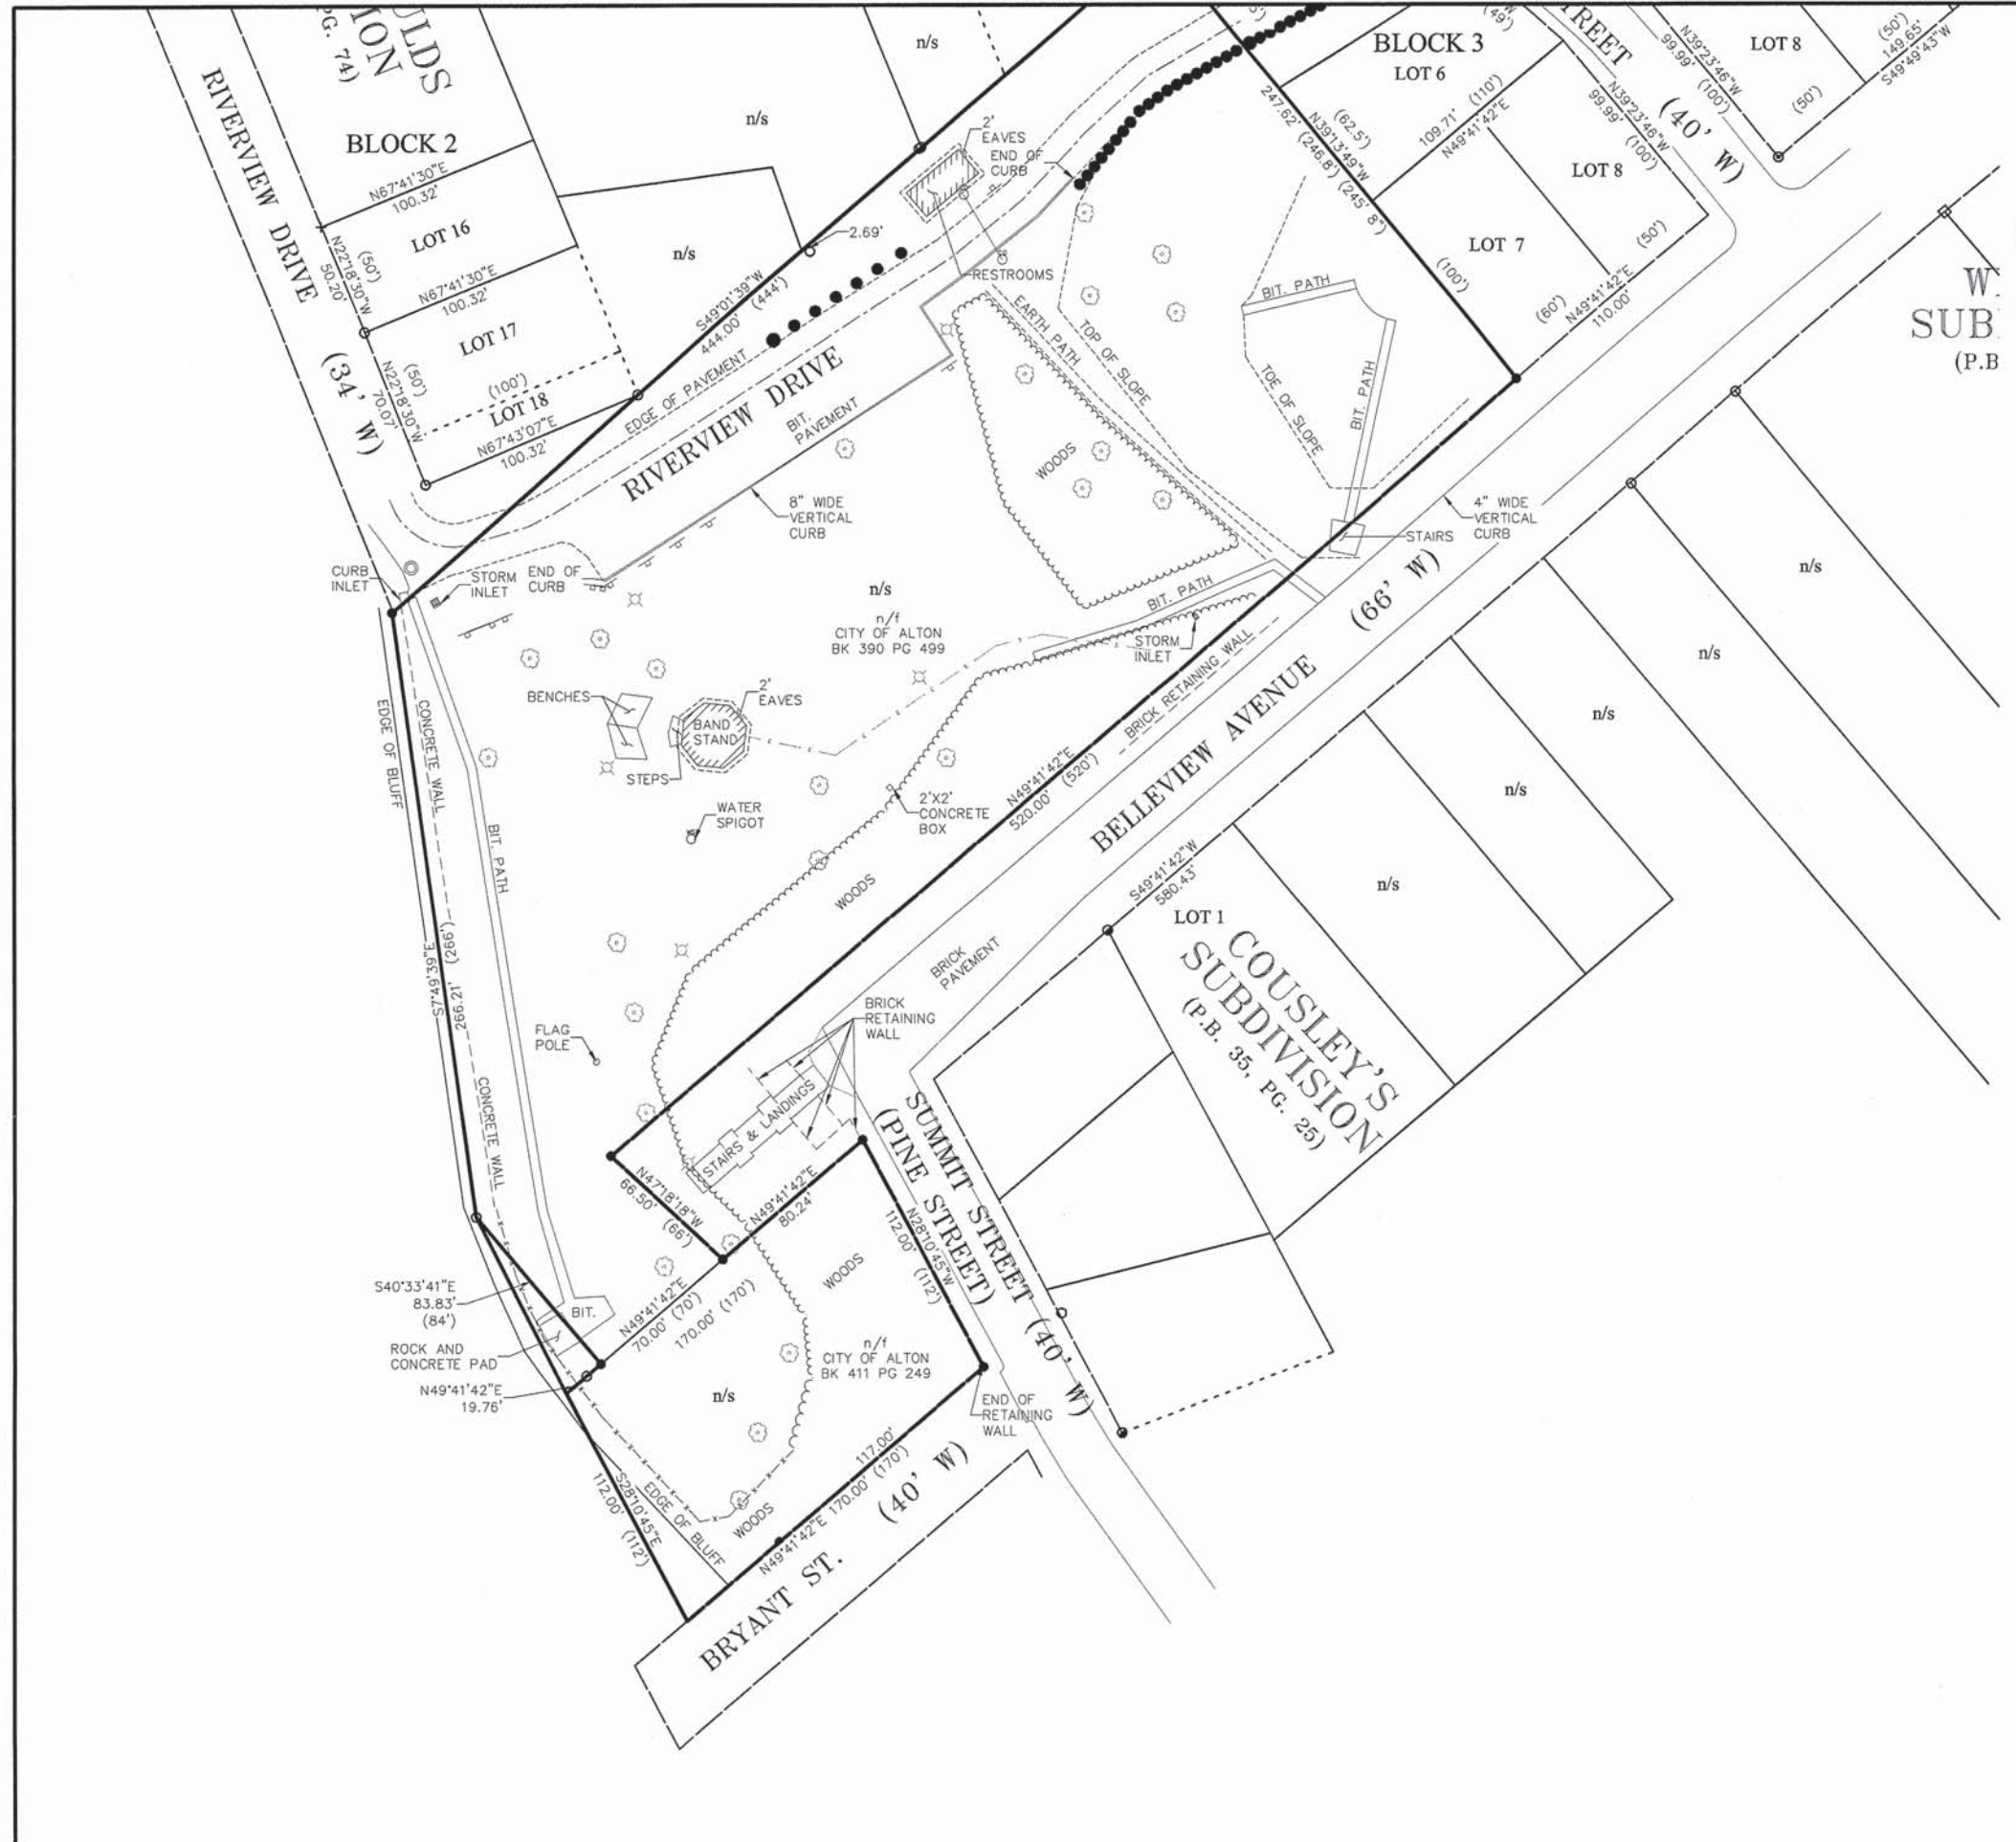 ULDS
ION
PG. 74)
RIVERVIEW DRIVE (34' W)
BLOCK 2
N67°41'30"E
100.32'
LOT 16
N22°18'30"W
50.20'
(50')
N67°41'30"E
100.32'
LOT 17
N22°18'30"W
70.07'
(50')
(100')
LOT 18
N67°43'07"E
100.32'
n/s
n/s
n/s
2.69'
S49°01'39"W
444.00' (444')
EDGE OF PAVEMENT
RIVERVIEW DRIVE
BIT.
PAVEMENT
2'
EAVES
END OF
CURB
RESTROOMS
EARTH PATH
TOP OF SLOPE
WOODS
BIT. PATH
TOE OF SLOPE
BIT. PATH
STAIRS
BLOCK 3
LOT 6
(49')
247.62' (246.8') (245' 8")
N39°13'49"W
(62.5')
109.71' (110')
N49°41'42"E
LOT 7
(100')
LOT 8
TREET
(40' W)
N39°23'46"W
99.99' (100')
N39°23'46"W
99.99' (100')
LOT 8
(50')
149.65'
S49°49'43"W
(50')
(50')
(60')
N49°41'42"E
110.00'
W
SUB
(P.B
8" WIDE
VERTICAL
CURB
4" WIDE
VERTICAL
CURB
CURB
INLET
STORM
INLET
END OF
CURB
n/s
n/f
CITY OF ALTON
BK 390 PG 499
BIT. PATH
STORM
INLET
BRICK RETAINING WALL
BELLEVIEW AVENUE (66' W)
n/s
n/s
n/s
n/s
n/s
BENCHES
BAND
STAND
2'
EAVES
STEPS
WATER
SPIGOT
2'X2'
CONCRETE
BOX
N49°41'42"E
520.00' (520')
WOODS
EDGE OF BLUFF
CONCRETE WALL
BIT. PATH
S7°49'39"E
266.21' (266')
CONCRETE WALL
FLAG
POLE
S49°41'42"W
580.43'
LOT 1
COUSLEY'S
SUBDIVISION
(P.B. 35, PG. 25)
BRICK
PAVEMENT
BRICK
RETAINING
WALL
STAIRS & LANDINGS
N47°18'18"W
66.50' (66')
N49°41'42"E
80.24'
SUMMIT STREET (40' W)
(PINE STREET)
N28°10'45"W
112.00' (112')
S40°33'41"E
83.83'
(84')
BIT.
ROCK AND
CONCRETE PAD
N49°41'42"E
19.76'
N49°41'42"E
70.00' (70')
170.00' (170')
WOODS
n/f
CITY OF ALTON
BK 411 PG 249
n/s
END OF
RETAINING
WALL
S28°10'45"E
112.00' (112')
EDGE OF BLUFF
WOODS
117.00'
N49°41'42"E 170.00' (170')
BRYANT ST. (40' W)